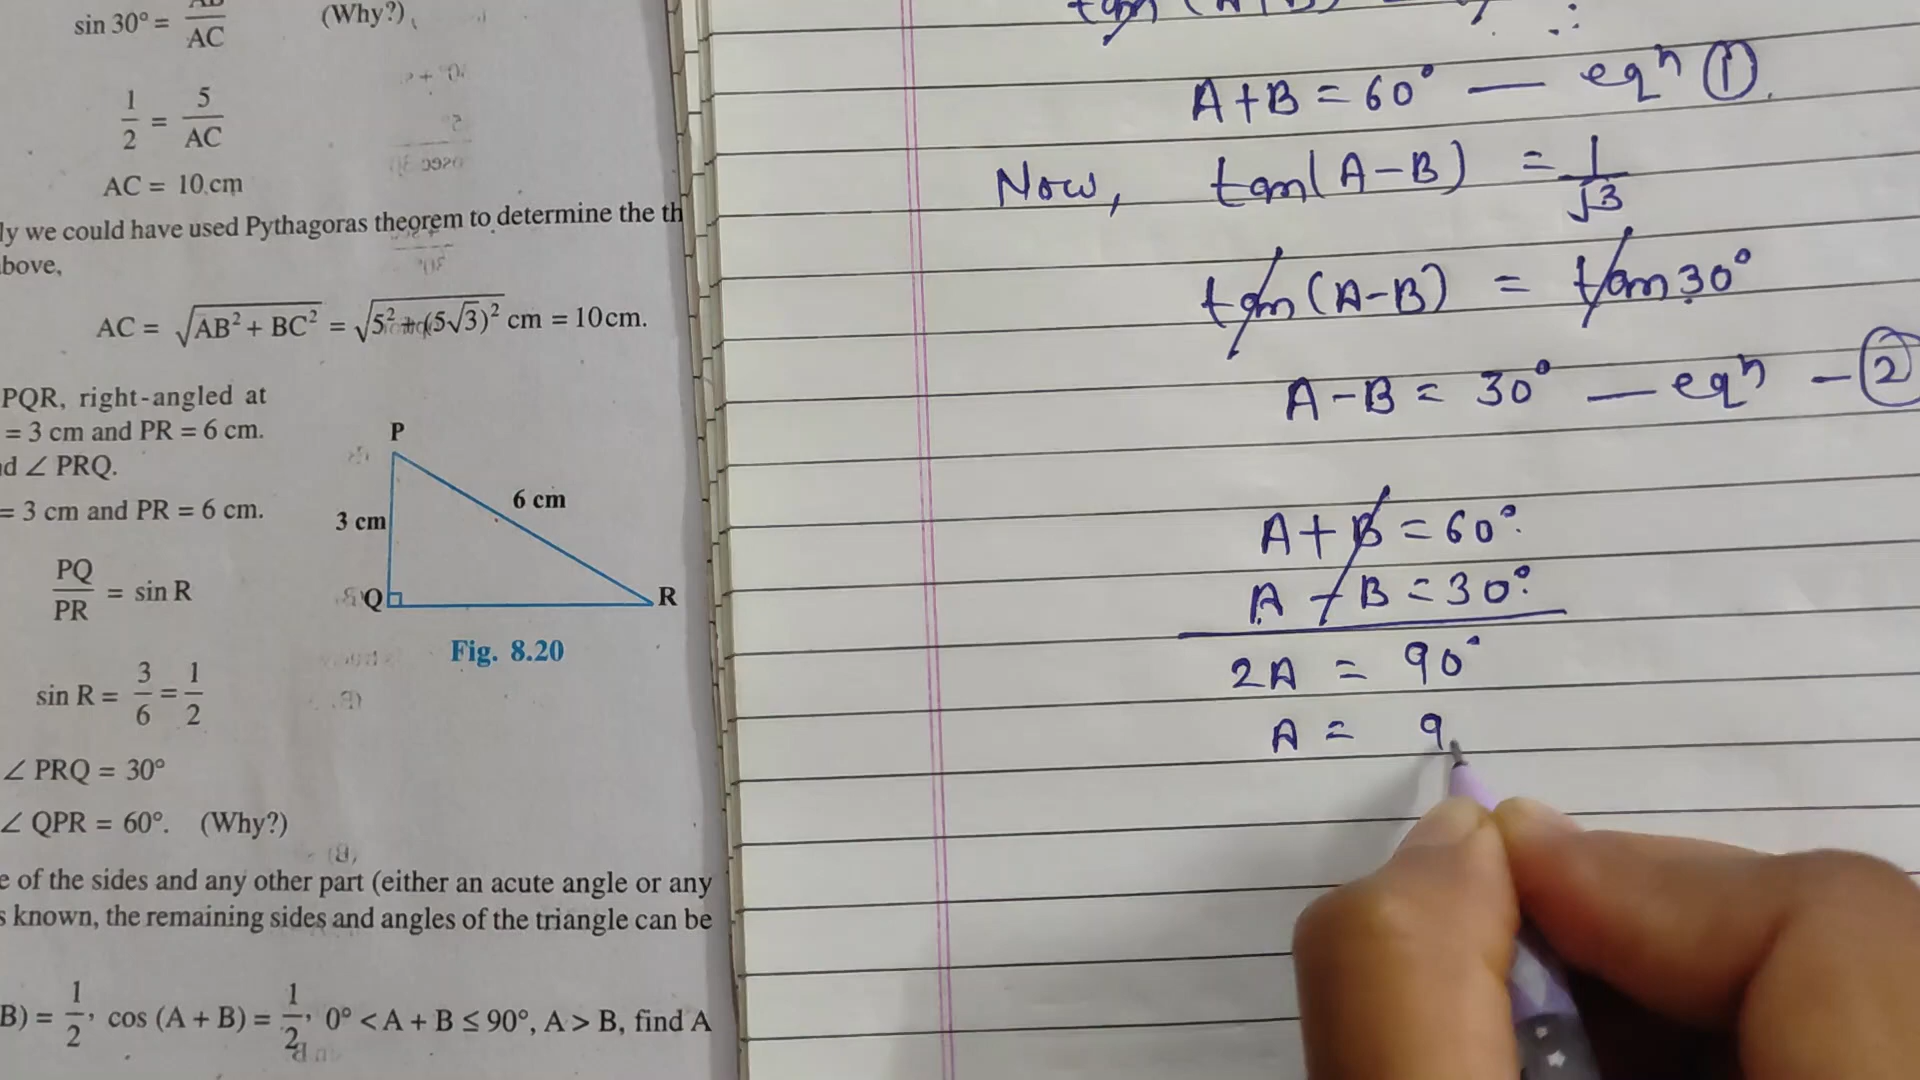 sin 30° = AB/AC (Why?)
1/2 = 5/AC
AC = 10 cm
ly we could have used Pythagoras theorem to determine the th
bove,
AC = √AB² + BC² = √5² + (5√3)² cm = 10cm.
PQR, right-angled at
= 3 cm and PR = 6 cm.
d ∠ PRQ.
= 3 cm and PR = 6 cm.
PQ/PR = sin R
sin R = 3/6 = 1/2
∠ PRQ = 30°
∠ QPR = 60°. (Why?)
P
6 cm
3 cm
Q R
Fig. 8.20
e of the sides and any other part (either an acute angle or any
s known, the remaining sides and angles of the triangle can be
B) = 1/2, cos (A + B) = 1/2, 0° < A + B ≤ 90°, A > B, find A
tan (A+B)
A+B = 60° — eqⁿ ①.
Now, tan(A-B) = 1/√3
tan(A-B) = tan 30°
A-B = 30° — eqⁿ - ②
A + B = 60°.
A - B = 30°.
2A = 90°
A = 9